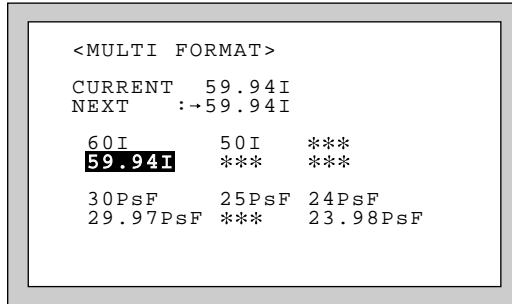 <MULTI FORMAT>
CURRENT 59.94I
NEXT :→59.94I
60I 50I ***
59.94I *** ***
30PsF 25PsF 24PsF
29.97PsF *** 23.98PsF